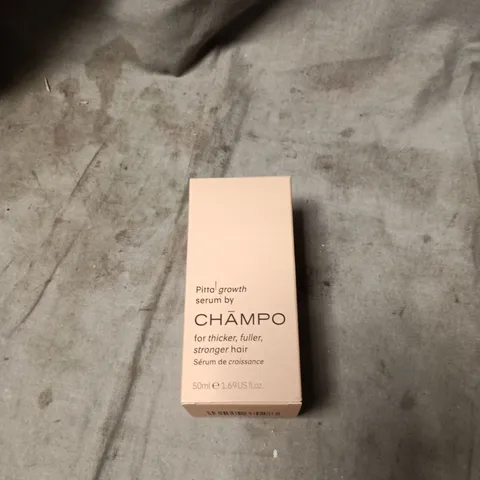 Pitta growth
serum by
CHĀMPO
for thicker, fuller,
stronger hair
Sérum de croissance
50ml ℮ 1.69US fl.oz.